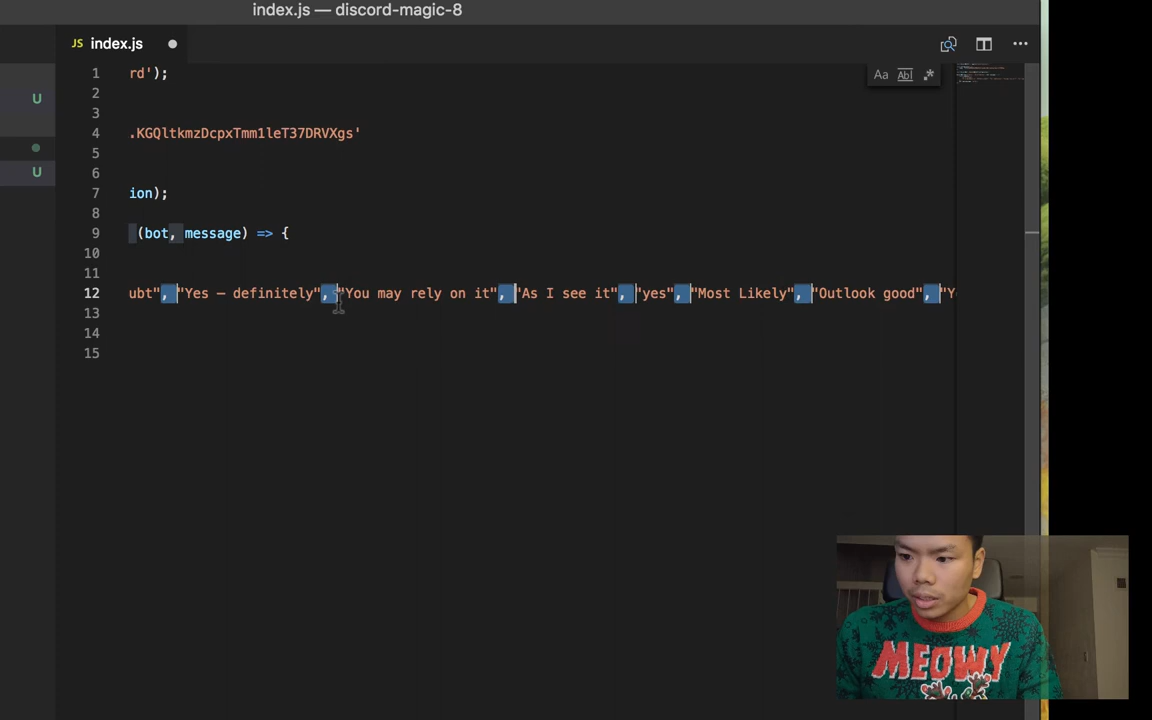 index.js — discord-magic-8
JS index.js
Aa Abl .*
U
U
1 rd');
2
3
4 .KGQltkmzDcpxTmm1leT37DRVXgs'
5
6
7 ion);
8
9 (bot, message) => {
10
11
12 ubt", "Yes – definitely", "You may rely on it", "As I see it", "yes", "Most Likely", "Outlook good", "Y
13
14
15
MEOWY